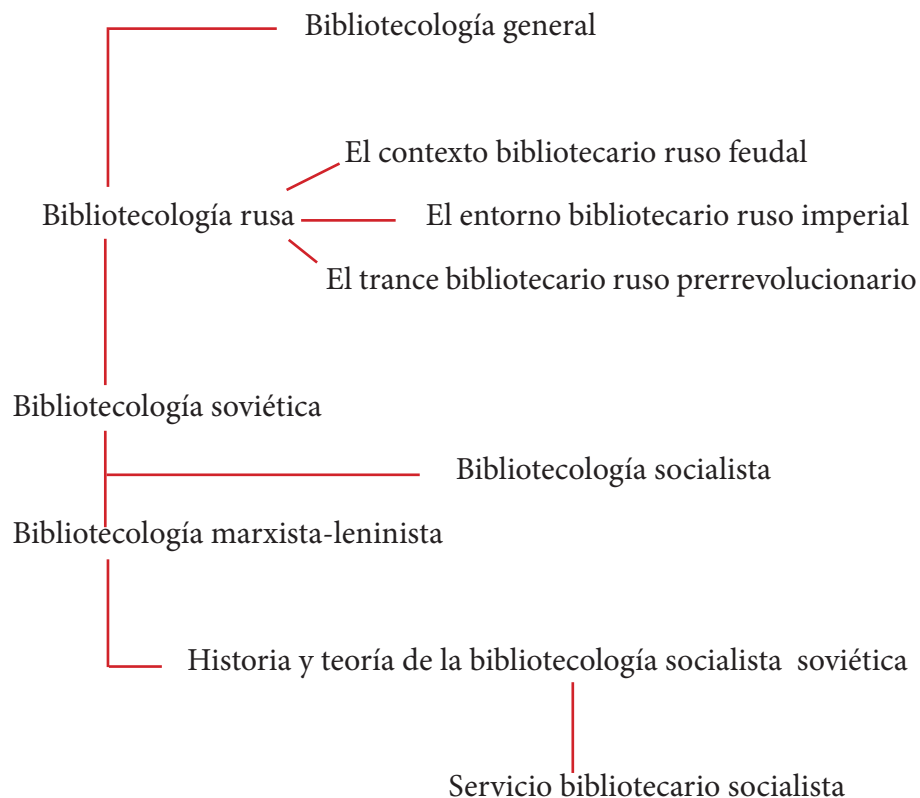 Bibliotecología general
El contexto bibliotecario ruso feudal
Bibliotecología rusa
El entorno bibliotecario ruso imperial
El trance bibliotecario ruso prerrevolucionario
Bibliotecología soviética
Bibliotecología socialista
Bibliotecología marxista-leninista
Historia y teoría de la bibliotecología socialista soviética
Servicio bibliotecario socialista